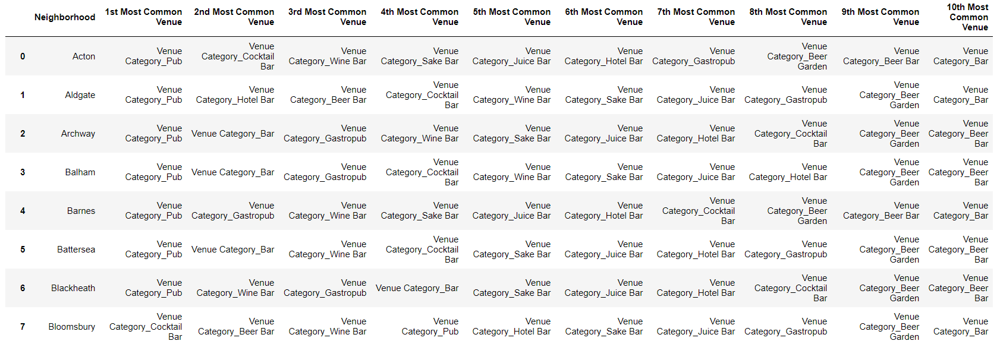 Neighborhood 1st Most Common Venue 2nd Most Common Venue 3rd Most Common Venue 4th Most Common Venue 5th Most Common Venue 6th Most Common Venue 7th Most Common Venue 8th Most Common Venue 9th Most Common Venue 10th Most Common Venue
0 Acton Venue Category_Pub Venue Category_Cocktail Bar Venue Category_Wine Bar Venue Category_Sake Bar Venue Category_Juice Bar Venue Category_Hotel Bar Venue Category_Gastropub Venue Category_Beer Garden Venue Category_Beer Bar Venue Category_Bar
1 Aldgate Venue Category_Pub Venue Category_Hotel Bar Venue Category_Beer Bar Venue Category_Cocktail Bar Venue Category_Wine Bar Venue Category_Sake Bar Venue Category_Juice Bar Venue Category_Gastropub Venue Category_Beer Garden Venue Category_Bar
2 Archway Venue Category_Pub Venue Category_Bar Venue Category_Gastropub Venue Category_Wine Bar Venue Category_Sake Bar Venue Category_Juice Bar Venue Category_Hotel Bar Venue Category_Cocktail Bar Venue Category_Beer Garden Venue Category_Beer Bar
3 Balham Venue Category_Pub Venue Category_Bar Venue Category_Gastropub Venue Category_Cocktail Bar Venue Category_Wine Bar Venue Category_Sake Bar Venue Category_Juice Bar Venue Category_Hotel Bar Venue Category_Beer Garden Venue Category_Beer Bar
4 Barnes Venue Category_Pub Venue Category_Gastropub Venue Category_Wine Bar Venue Category_Sake Bar Venue Category_Juice Bar Venue Category_Hotel Bar Venue Category_Cocktail Bar Venue Category_Beer Garden Venue Category_Beer Bar Venue Category_Bar
5 Battersea Venue Category_Pub Venue Category_Bar Venue Category_Wine Bar Venue Category_Cocktail Bar Venue Category_Sake Bar Venue Category_Juice Bar Venue Category_Hotel Bar Venue Category_Gastropub Venue Category_Beer Garden Venue Category_Beer Bar
6 Blackheath Venue Category_Pub Venue Category_Wine Bar Venue Category_Gastropub Venue Category_Bar Venue Category_Sake Bar Venue Category_Juice Bar Venue Category_Hotel Bar Venue Category_Cocktail Bar Venue Category_Beer Garden Venue Category_Beer Bar
7 Bloomsbury Venue Category_Cocktail Bar Venue Category_Beer Bar Venue Category_Wine Bar Venue Category_Pub Venue Category_Hotel Bar Venue Category_Sake Bar Venue Category_Juice Bar Venue Category_Gastropub Venue Category_Beer Garden Venue Category_Bar